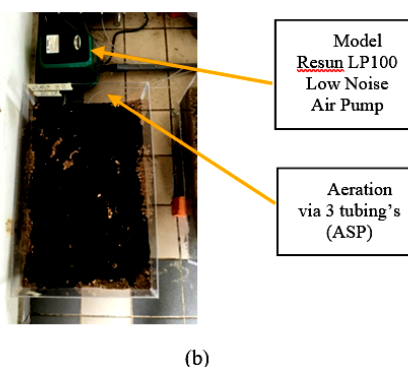 Model
Resun LP100
Low Noise
Air Pump
Aeration
via 3 tubing's
(ASP)
(b)